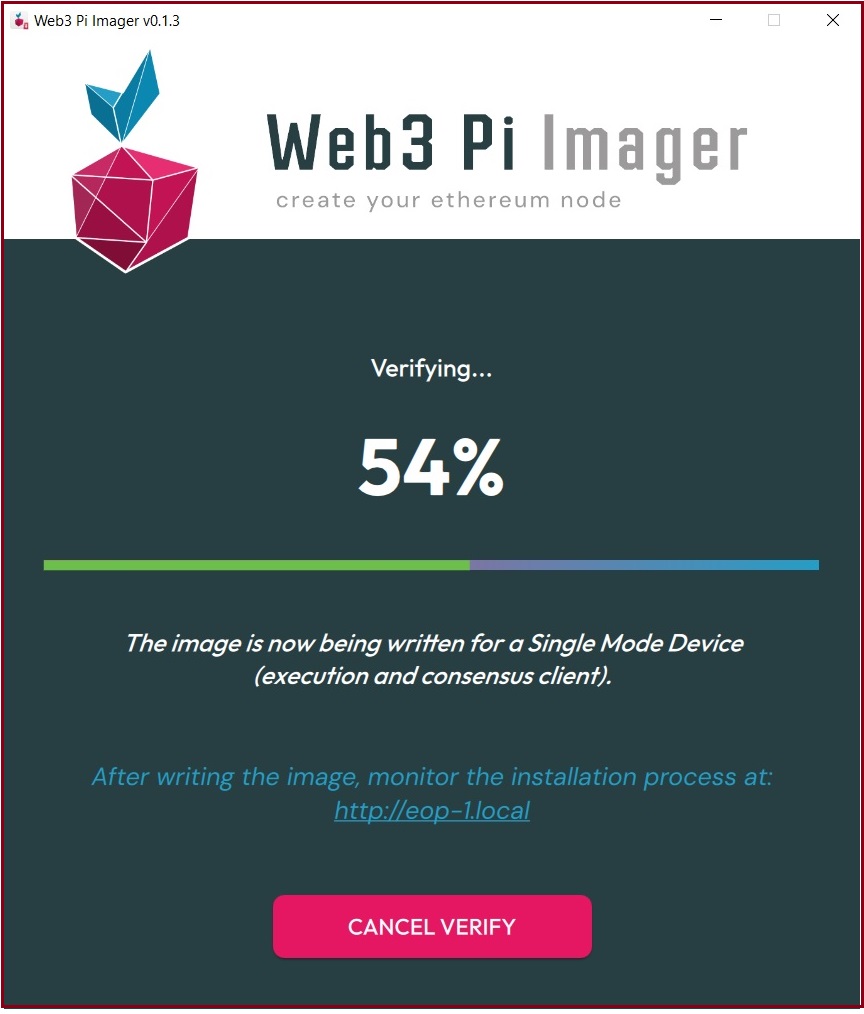 Web3 Pi Imager v0.1.3
Web3 Pi Imager
create your ethereum node
Verifying...
54%
The image is now being written for a Single Mode Device
(execution and consensus client).
After writing the image, monitor the installation process at:
http://eop-1.local
CANCEL VERIFY